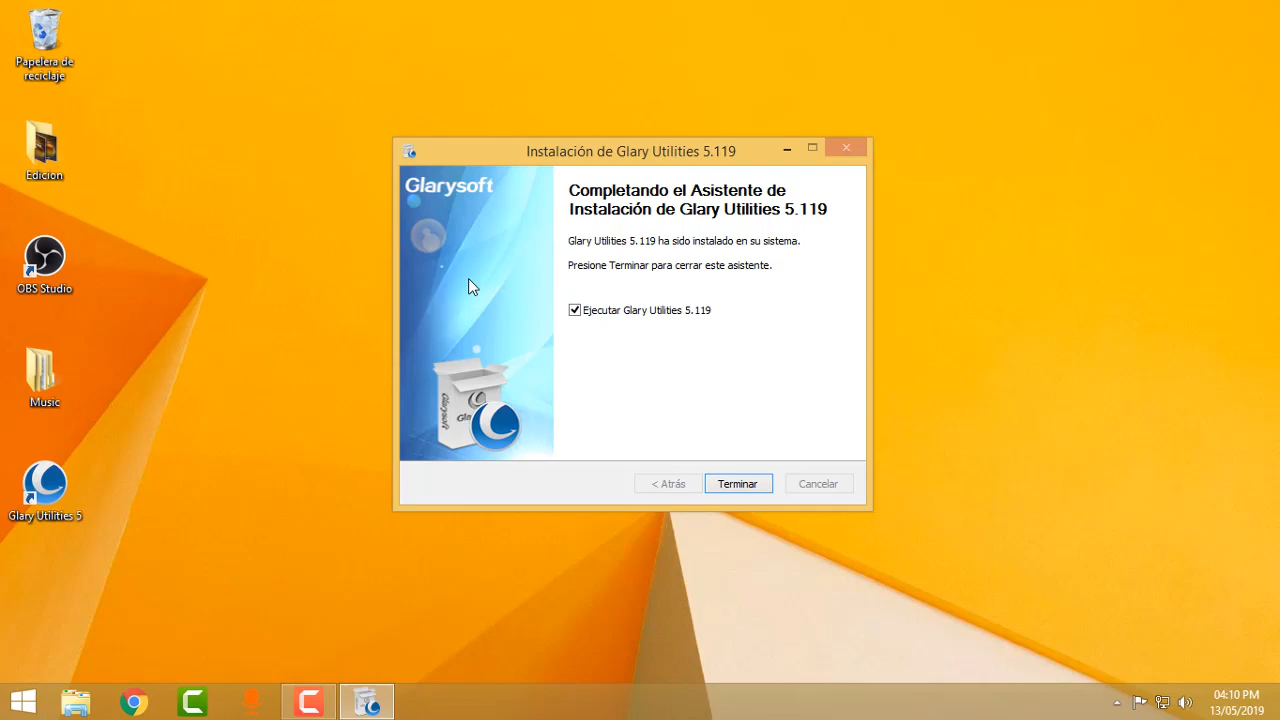 Papelera de
reciclaje
Edicion
OBS Studio
Music
Glary Utilities 5
Instalación de Glary Utilities 5.119
Glarysoft
Completando el Asistente de
Instalación de Glary Utilities 5.119
Glary Utilities 5.119 ha sido instalado en su sistema.
Presione Terminar para cerrar este asistente.
Ejecutar Glary Utilities 5.119
< Atrás
Terminar
Cancelar
04:10 PM
13/05/2019